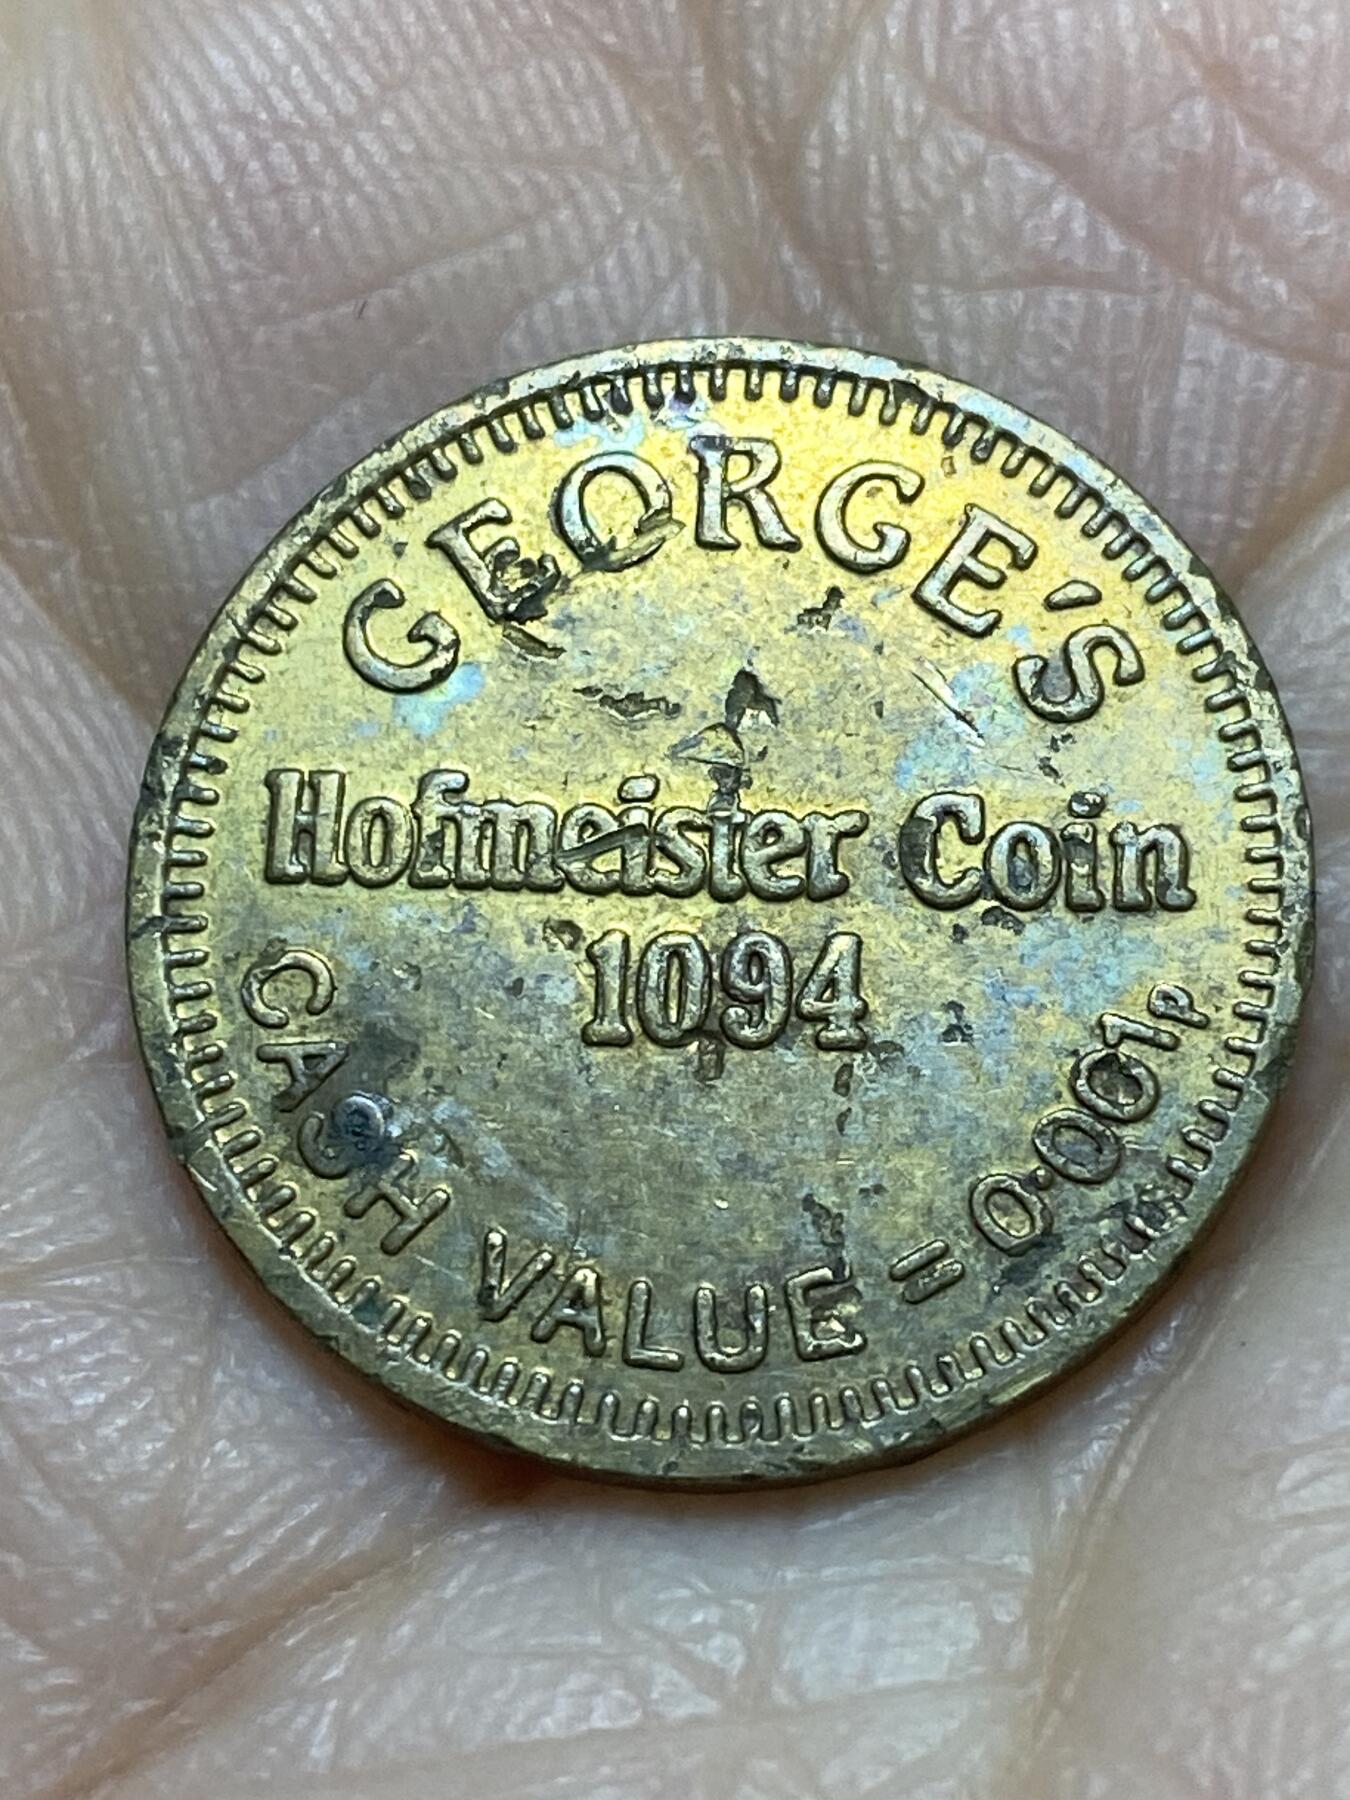 GEORGE'S
Hofmeister Coin
1094
CASH VALUE = 0·001P